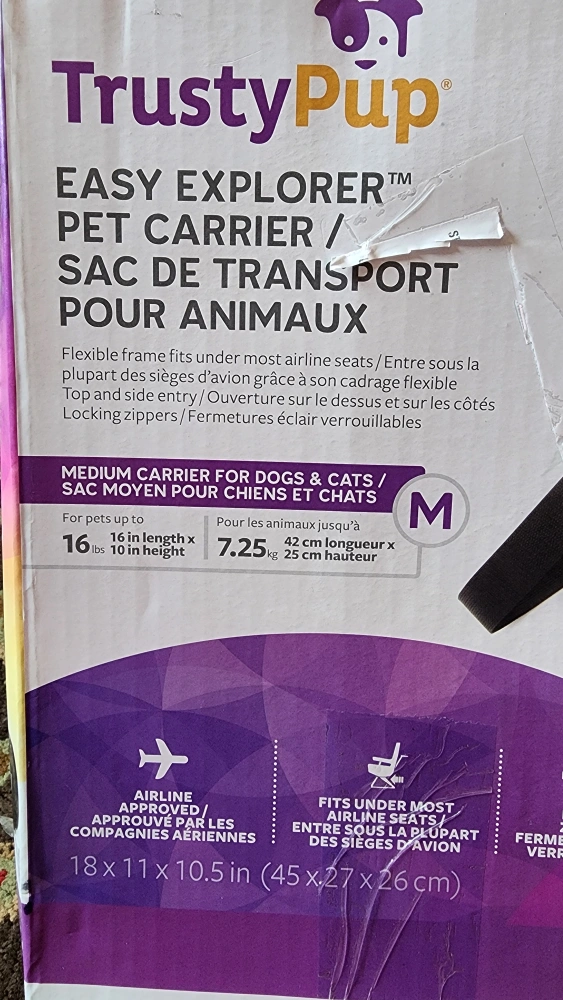 TrustyPup®
EASY EXPLORER™
PET CARRIER /
SAC DE TRANSPORT
POUR ANIMAUX
Flexible frame fits under most airline seats / Entre sous la
plupart des sièges d'avion grâce à son cadrage flexible
Top and side entry / Ouverture sur le dessus et sur les côtés
Locking zippers / Fermetures éclair verrouillables
MEDIUM CARRIER FOR DOGS & CATS /
SAC MOYEN POUR CHIENS ET CHATS
M
For pets up to
16 lbs 16 in length x
10 in height
Pour les animaux jusqu'à
7.25 kg 42 cm longueur x
25 cm hauteur
AIRLINE
APPROVED /
APPROUVÉ PAR LES
COMPAGNIES AÉRIENNES
FITS UNDER MOST
AIRLINE SEATS /
ENTRE SOUS LA PLUPART
DES SIÈGES D'AVION
FERME
VERR
18 x 11 x 10.5 in (45 x 27 x 26 cm)